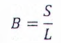 B = S/L